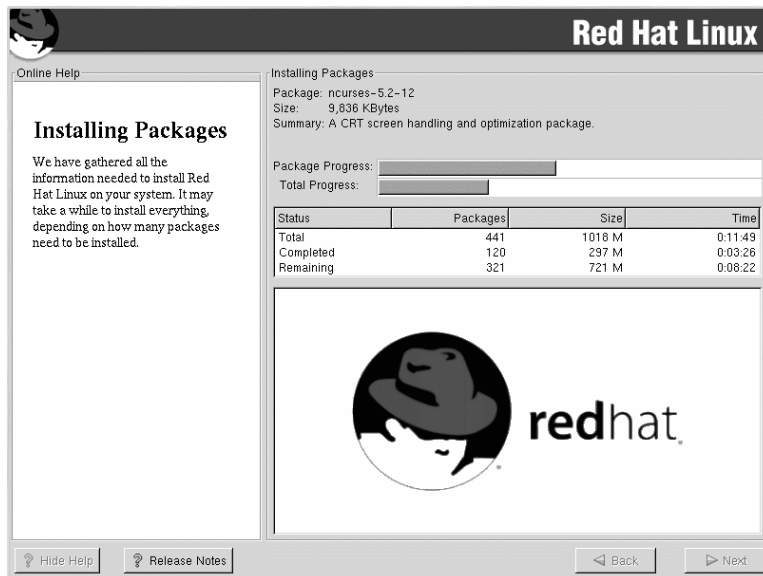 Red Hat Linux
Online Help
Installing Packages
We have gathered all the
information needed to install Red
Hat Linux on your system. It may
take a while to install everything,
depending on how many packages
need to be installed.
Installing Packages
Package: ncurses-5.2-12
Size: 9,836 KBytes
Summary: A CRT screen handling and optimization package.
Package Progress:
Total Progress:
Status Packages Size Time
Total 441 1018 M 0:11:49
Completed 120 297 M 0:03:26
Remaining 321 721 M 0:08:22
redhat.
Hide Help
Release Notes
Back
Next